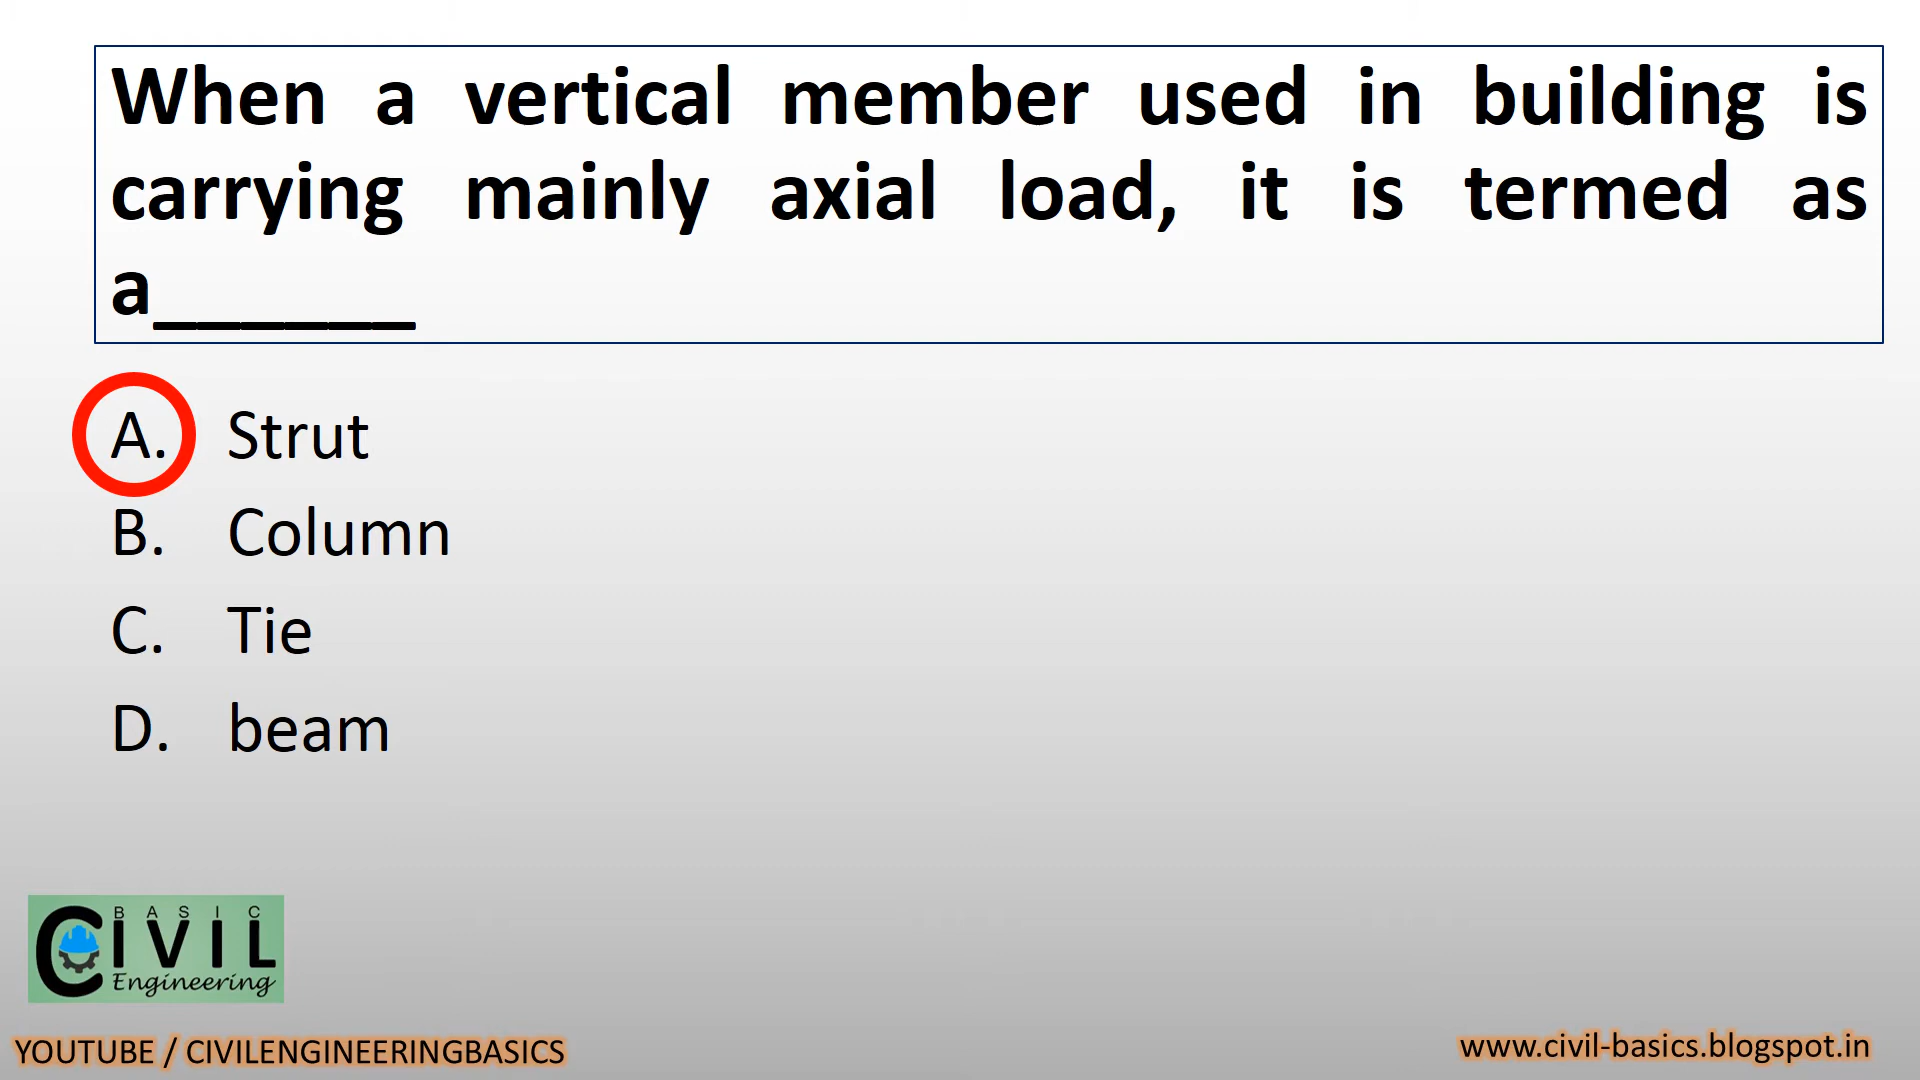 When a vertical member used in building is
carrying mainly axial load, it is termed as
a______
A. Strut
B. Column
C. Tie
D. beam
BASIC
CIVIL
Engineering
YOUTUBE / CIVILENGINEERINGBASICS
www.civil-basics.blogspot.in